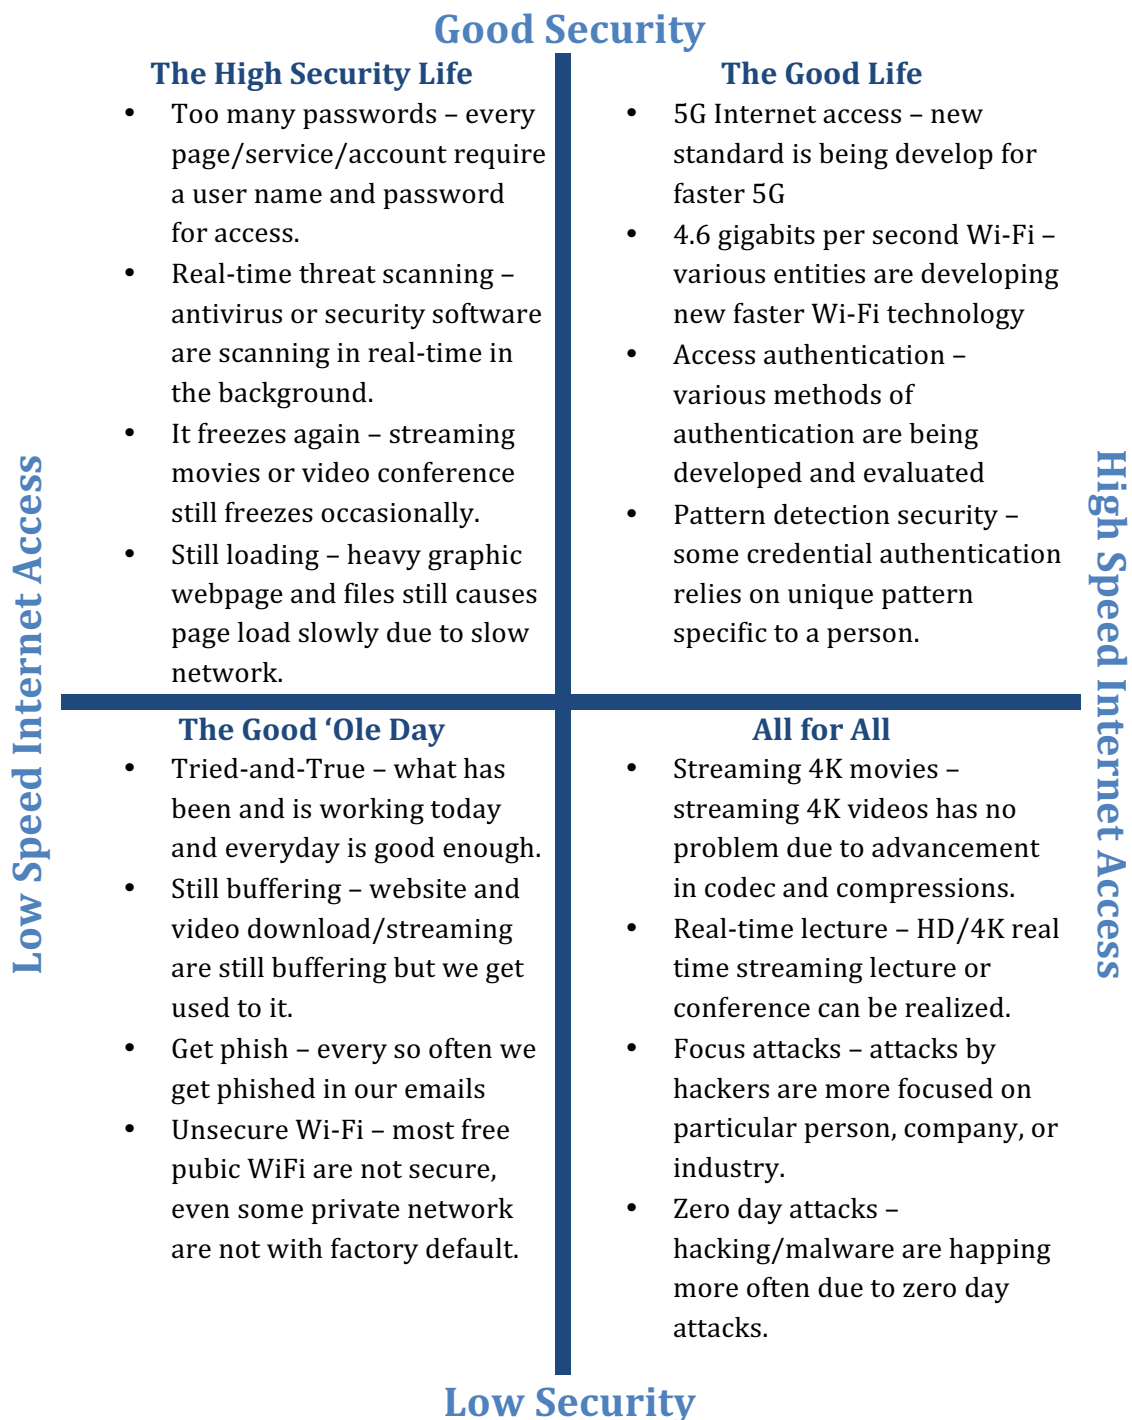 Good Security
The High Security Life
• Too many passwords – every
page/service/account require
a user name and password
for access.
• Real-time threat scanning –
antivirus or security software
are scanning in real-time in
the background.
• It freezes again – streaming
movies or video conference
still freezes occasionally.
• Still loading – heavy graphic
webpage and files still causes
page load slowly due to slow
network.
The Good Life
• 5G Internet access – new
standard is being develop for
faster 5G
• 4.6 gigabits per second Wi-Fi –
various entities are developing
new faster Wi-Fi technology
• Access authentication –
various methods of
authentication are being
developed and evaluated
• Pattern detection security –
some credential authentication
relies on unique pattern
specific to a person.
Low Speed Internet Access
High Speed Internet Access
The Good ‘Ole Day
• Tried-and-True – what has
been and is working today
and everyday is good enough.
• Still buffering – website and
video download/streaming
are still buffering but we get
used to it.
• Get phish – every so often we
get phished in our emails
• Unsecure Wi-Fi – most free
pubic WiFi are not secure,
even some private network
are not with factory default.
All for All
• Streaming 4K movies –
streaming 4K videos has no
problem due to advancement
in codec and compressions.
• Real-time lecture – HD/4K real
time streaming lecture or
conference can be realized.
• Focus attacks – attacks by
hackers are more focused on
particular person, company, or
industry.
• Zero day attacks –
hacking/malware are happing
more often due to zero day
attacks.
Low Security